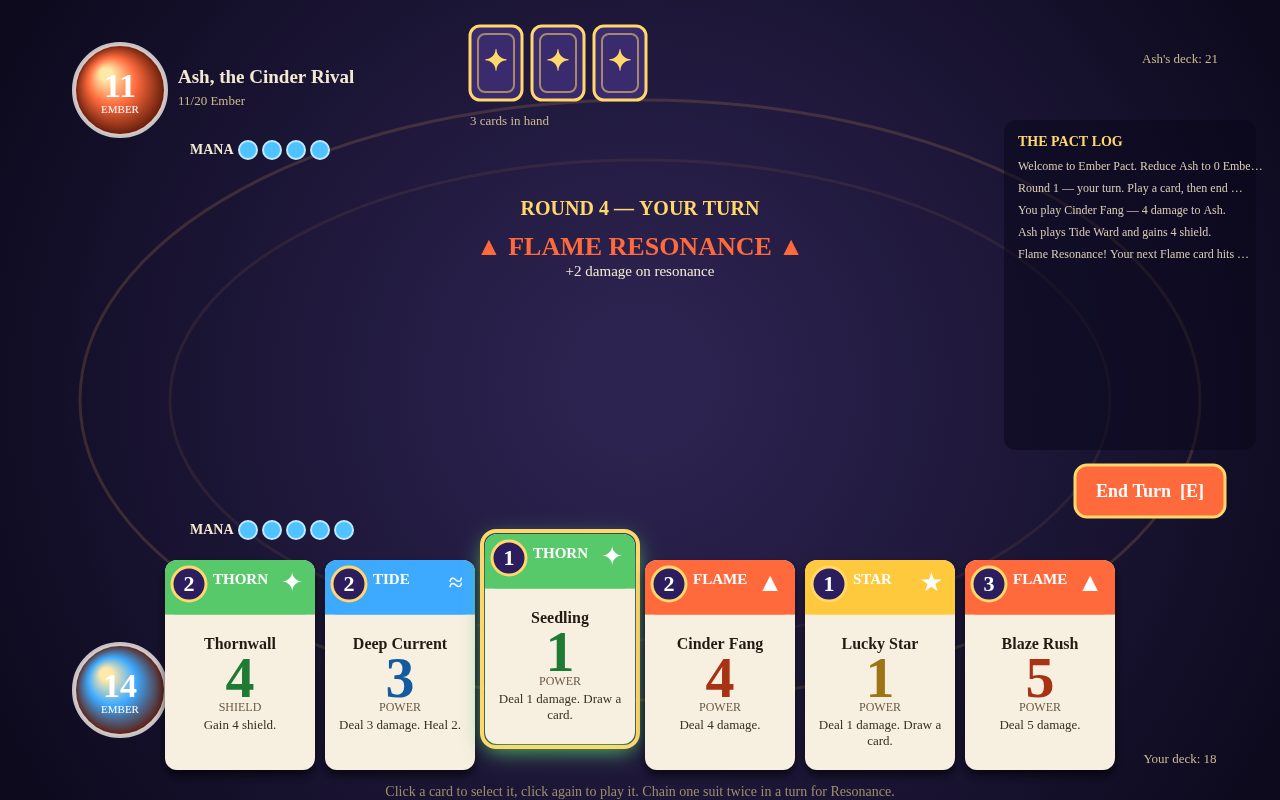 11
EMBER
Ash, the Cinder Rival
11/20 Ember
MANA
3 cards in hand
Ash's deck: 21
THE PACT LOG
Welcome to Ember Pact. Reduce Ash to 0 Embe…
Round 1 — your turn. Play a card, then end …
You play Cinder Fang — 4 damage to Ash.
Ash plays Tide Ward and gains 4 shield.
Flame Resonance! Your next Flame card hits …
ROUND 4 — YOUR TURN
▲ FLAME RESONANCE ▲
+2 damage on resonance
End Turn [E]
MANA
14
EMBER
2 THORN ✦
Thornwall
4
SHIELD
Gain 4 shield.
2 TIDE ≈
Deep Current
3
POWER
Deal 3 damage. Heal 2.
1 THORN ✦
Seedling
1
POWER
Deal 1 damage. Draw a
card.
2 FLAME ▲
Cinder Fang
4
POWER
Deal 4 damage.
1 STAR ★
Lucky Star
1
POWER
Deal 1 damage. Draw a
card.
3 FLAME ▲
Blaze Rush
5
POWER
Deal 5 damage.
Your deck: 18
Click a card to select it, click again to play it. Chain one suit twice in a turn for Resonance.